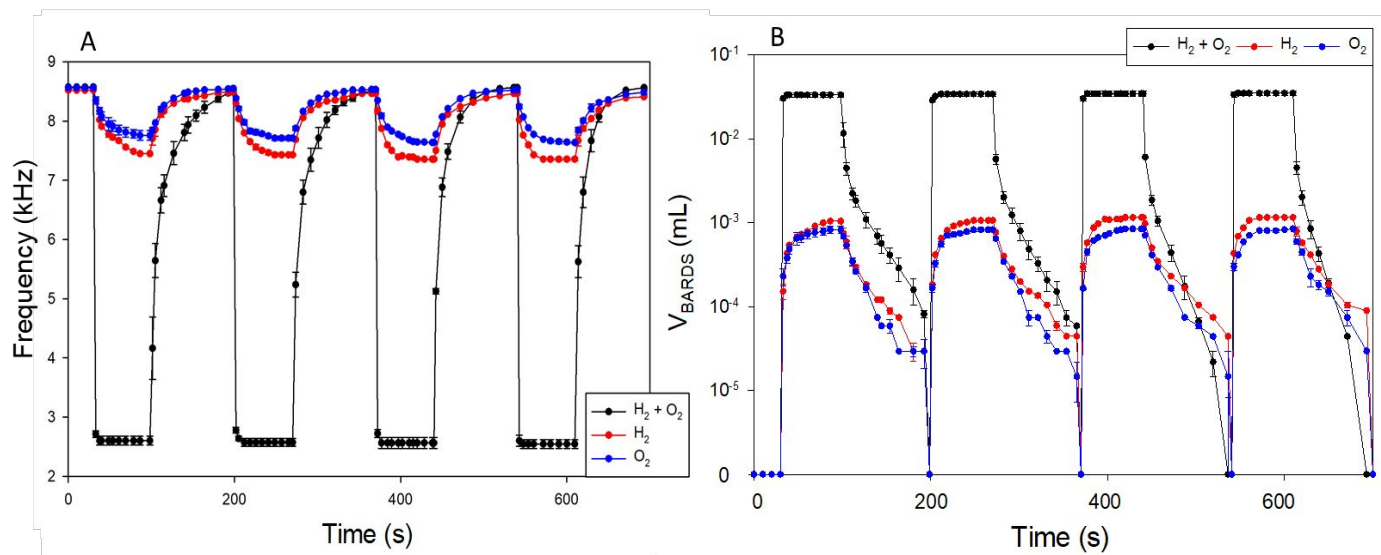 A
Frequency (kHz)
9
8
7
6
5
4
3
2
0
200
400
600
Time (s)
H₂ + O₂
H₂
O₂
B
V_BARDS (mL)
H₂ + O₂ H₂ O₂
10⁻¹
10⁻²
10⁻³
10⁻⁴
10⁻⁵
0
0
200
400
600
Time (s)